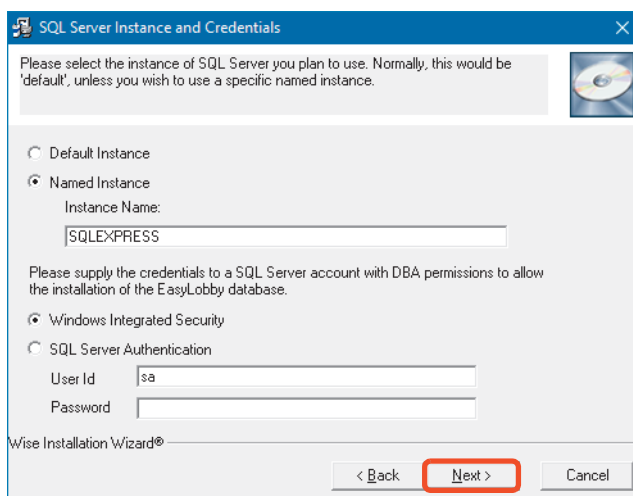 SQL Server Instance and Credentials
Please select the instance of SQL Server you plan to use. Normally, this would be
'default', unless you wish to use a specific named instance.
Default Instance
Named Instance
Instance Name:
SQLEXPRESS
Please supply the credentials to a SQL Server account with DBA permissions to allow
the installation of the EasyLobby database.
Windows Integrated Security
SQL Server Authentication
User Id sa
Password
Wise Installation Wizard®
< Back Next > Cancel